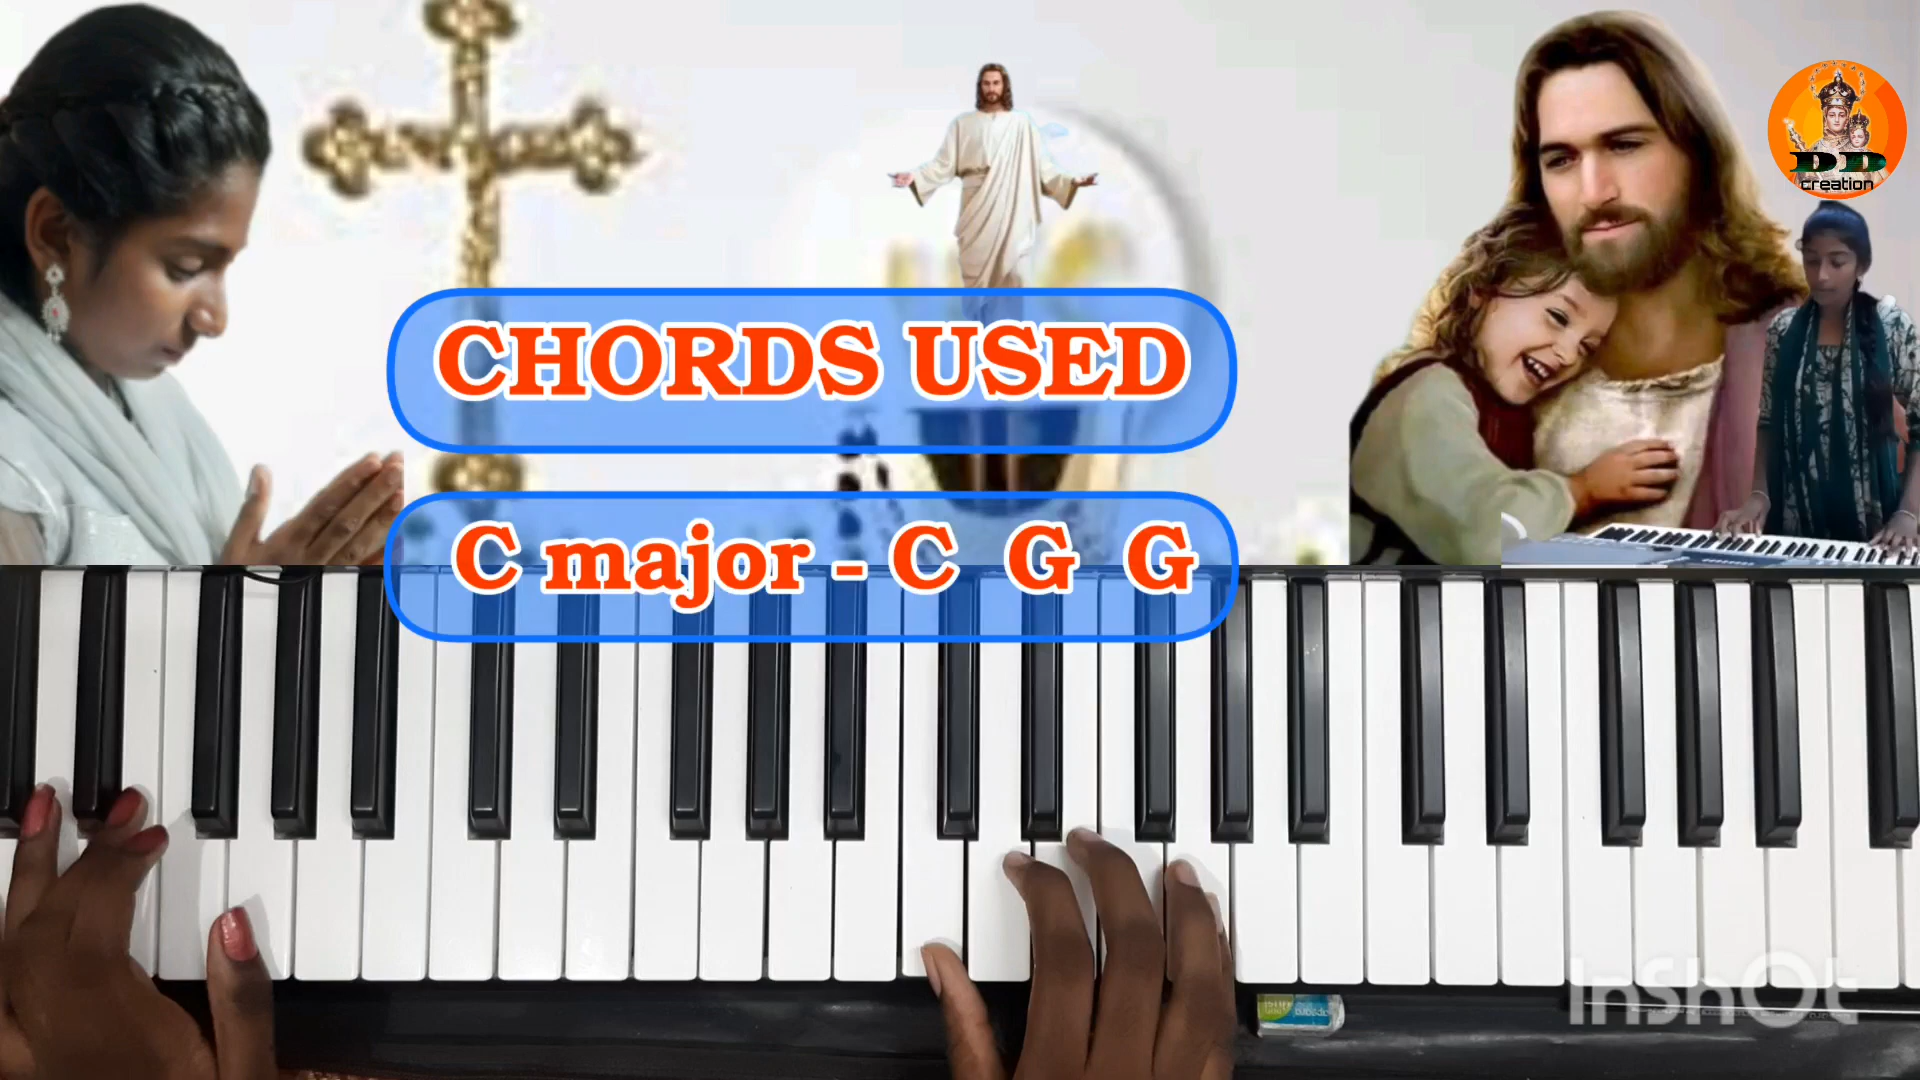 DD
creation
CHORDS USED
C major - C G G
InShOt